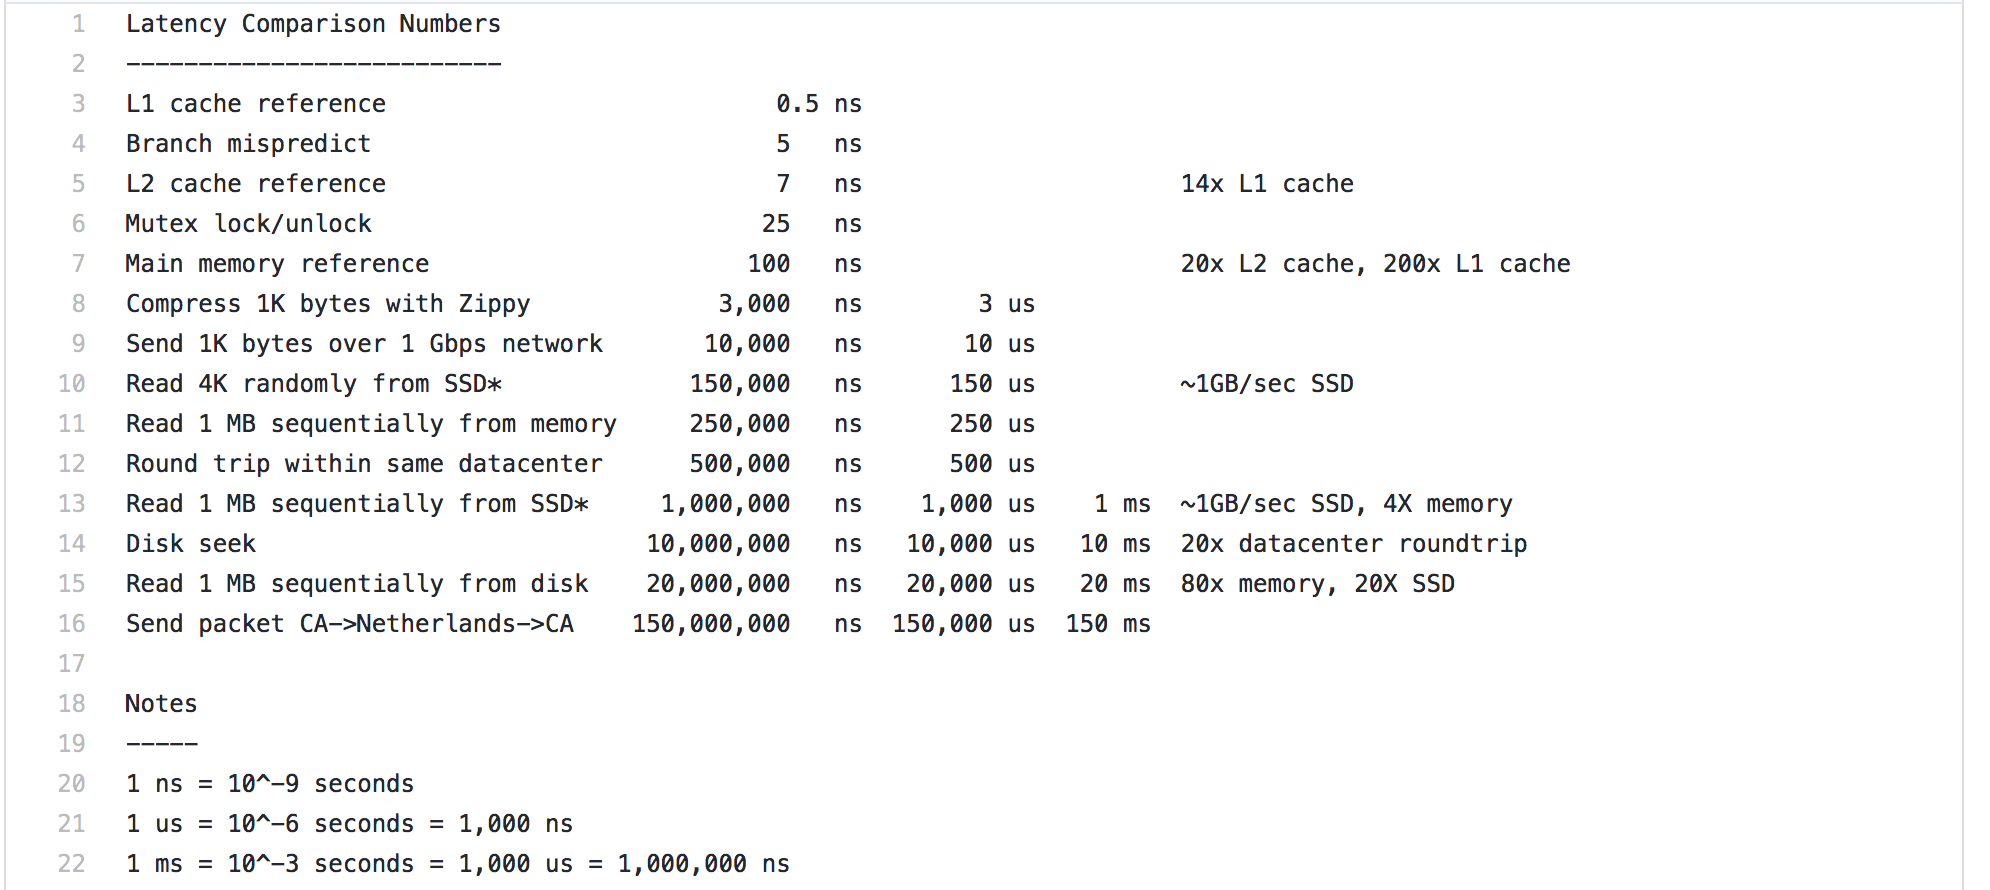 1 Latency Comparison Numbers
2 --------------------------
3 L1 cache reference                           0.5 ns
4 Branch mispredict                            5   ns
5 L2 cache reference                           7   ns                      14x L1 cache
6 Mutex lock/unlock                           25   ns
7 Main memory reference                      100   ns                      20x L2 cache, 200x L1 cache
8 Compress 1K bytes with Zippy             3,000   ns        3 us
9 Send 1K bytes over 1 Gbps network       10,000   ns       10 us
10 Read 4K randomly from SSD*             150,000   ns      150 us          ~1GB/sec SSD
11 Read 1 MB sequentially from memory     250,000   ns      250 us
12 Round trip within same datacenter      500,000   ns      500 us
13 Read 1 MB sequentially from SSD*     1,000,000   ns    1,000 us    1 ms  ~1GB/sec SSD, 4X memory
14 Disk seek                           10,000,000   ns   10,000 us   10 ms  20x datacenter roundtrip
15 Read 1 MB sequentially from disk    20,000,000   ns   20,000 us   20 ms  80x memory, 20X SSD
16 Send packet CA->Netherlands->CA    150,000,000   ns  150,000 us  150 ms
17
18 Notes
19 -----
20 1 ns = 10^-9 seconds
21 1 us = 10^-6 seconds = 1,000 ns
22 1 ms = 10^-3 seconds = 1,000 us = 1,000,000 ns